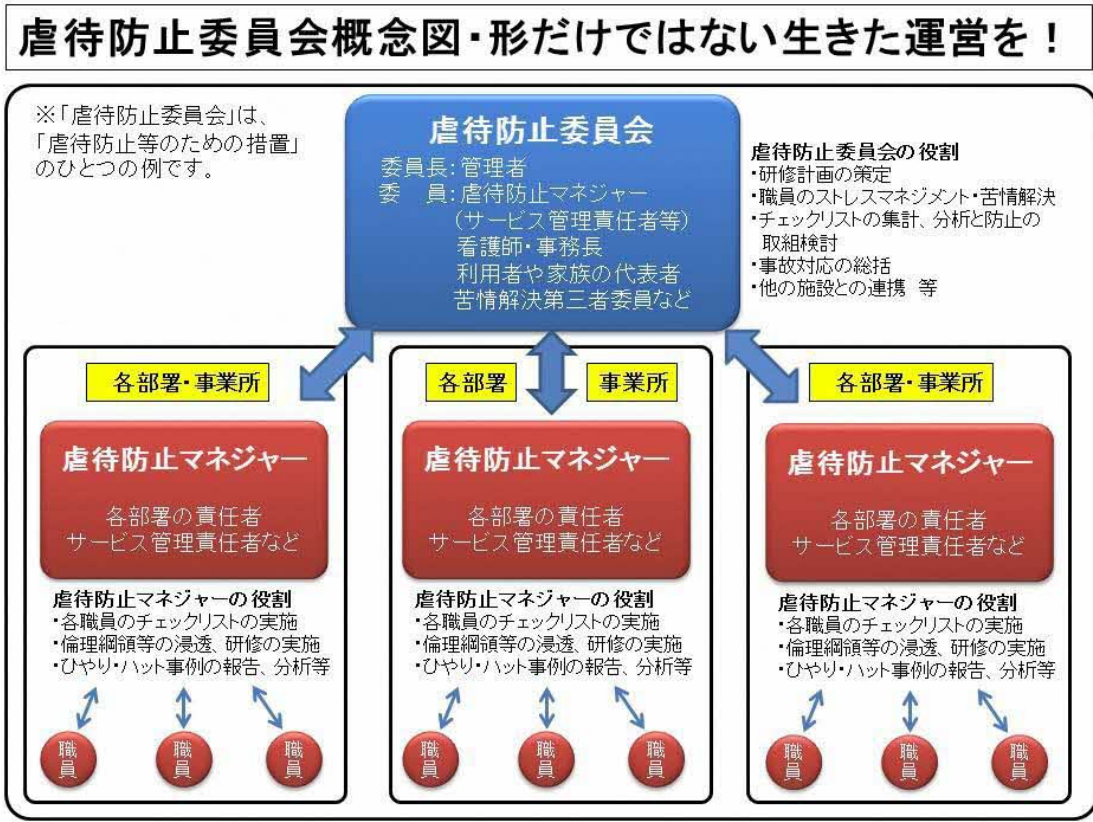 虐待防止委員会概念図・形だけではない生きた運営を！
※「虐待防止委員会」は、
「虐待防止等のための措置」
のひとつの例です。
虐待防止委員会
委員長：管理者
委　員：虐待防止マネジャー
（サービス管理責任者等）
看護師・事務長
利用者や家族の代表者
苦情解決第三者委員など
虐待防止委員会の役割
・研修計画の策定
・職員のストレスマネジメント・苦情解決
・チェックリストの集計、分析と防止の
取組検討
・事故対応の総括
・他の施設との連携 等
各部署・事業所
虐待防止マネジャー
各部署の責任者
サービス管理責任者など
虐待防止マネジャーの役割
・各職員のチェックリストの実施
・倫理綱領等の浸透、研修の実施
・ひやり・ハット事例の報告、分析等
職員
職員
職員
各部署
事業所
虐待防止マネジャー
各部署の責任者
サービス管理責任者など
虐待防止マネジャーの役割
・各職員のチェックリストの実施
・倫理綱領等の浸透、研修の実施
・ひやり・ハット事例の報告、分析等
職員
職員
職員
各部署・事業所
虐待防止マネジャー
各部署の責任者
サービス管理責任者など
虐待防止マネジャーの役割
・各職員のチェックリストの実施
・倫理綱領等の浸透、研修の実施
・ひやり・ハット事例の報告、分析等
職員
職員
職員